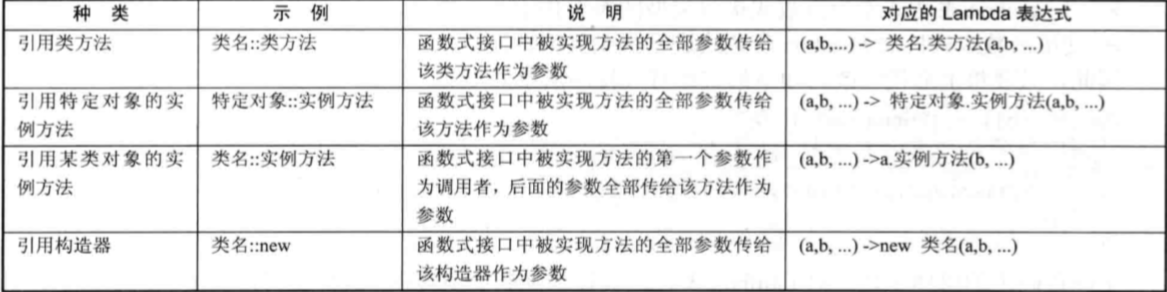 种 类 示 例 说 明 对应的 Lambda 表达式
引用类方法 类名::类方法 函数式接口中被实现方法的全部参数传给 (a,b,...) -> 类名.类方法(a,b, ...)
该类方法作为参数
引用特定对象的实 特定对象::实例方法 函数式接口中被实现方法的全部参数传给 (a,b, ...) -> 特定对象.实例方法(a,b, ...)
例方法 该方法作为参数
引用某类对象的实 类名::实例方法 函数式接口中被实现方法的第一个参数作 (a,b, ...) ->a.实例方法(b, ...)
例方法 为调用者，后面的参数全部传给该方法作为
参数
引用构造器 类名::new 函数式接口中被实现方法的全部参数传给 (a,b, ...) ->new 类名(a,b, ...)
该构造器作为参数